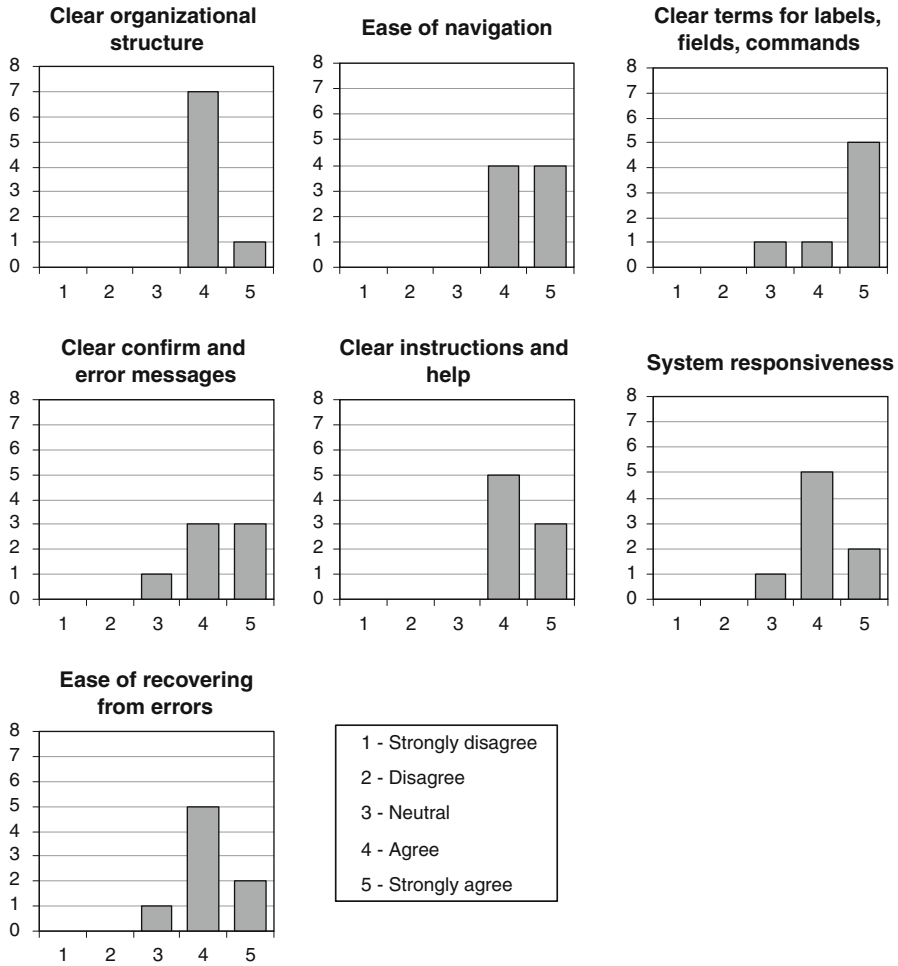 Clear organizational
structure
8
7
6
5
4
3
2
1
0
1 2 3 4 5
Ease of navigation
8
7
6
5
4
3
2
1
0
1 2 3 4 5
Clear terms for labels,
fields, commands
8
7
6
5
4
3
2
1
0
1 2 3 4 5
Clear confirm and
error messages
8
7
6
5
4
3
2
1
0
1 2 3 4 5
Clear instructions and
help
8
7
6
5
4
3
2
1
0
1 2 3 4 5
System responsiveness
8
7
6
5
4
3
2
1
0
1 2 3 4 5
Ease of recovering
from errors
8
7
6
5
4
3
2
1
0
1 2 3 4 5
1 - Strongly disagree
2 - Disagree
3 - Neutral
4 - Agree
5 - Strongly agree